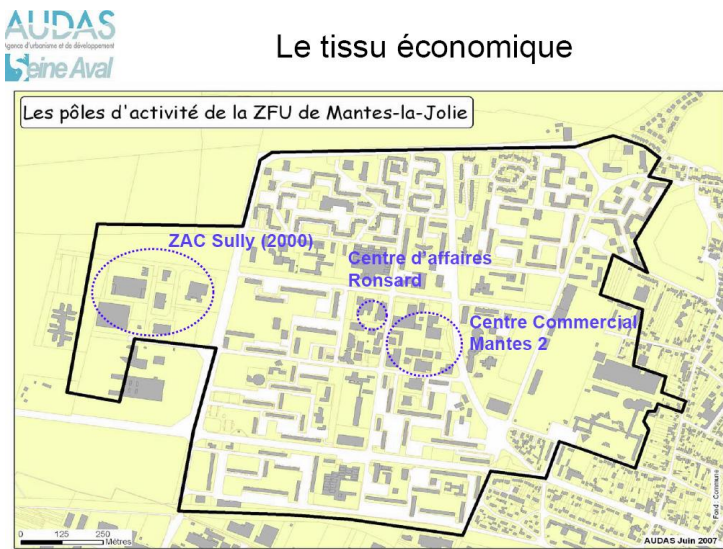 AUDAS
Agence d'urbanisme et de développement
Seine Aval
Le tissu économique
Les pôles d'activité de la ZFU de Mantes-la-Jolie
ZAC Sully (2000)
Centre d'affaires
Ronsard
Centre Commercial
Mantes 2
0 125 250
Mètres
Fond Commune
AUDAS Juin 2007